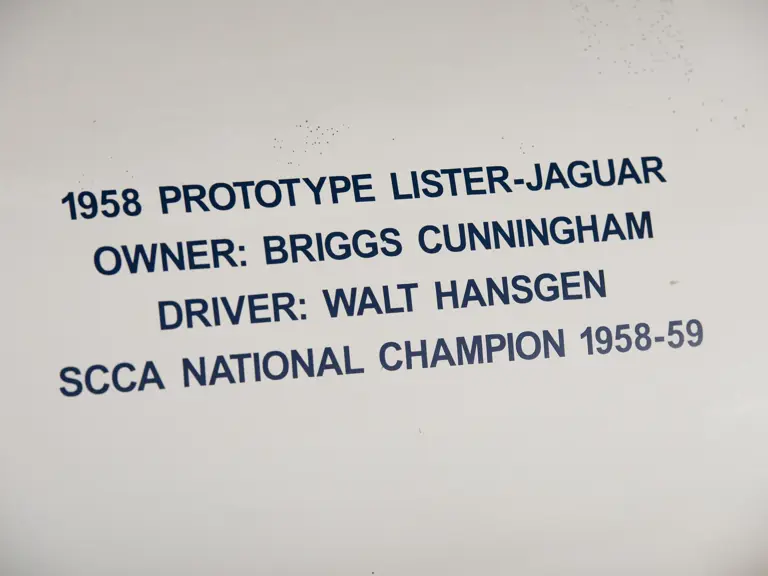 1958 PROTOTYPE LISTER-JAGUAR
OWNER: BRIGGS CUNNINGHAM
DRIVER: WALT HANSGEN
SCCA NATIONAL CHAMPION 1958-59